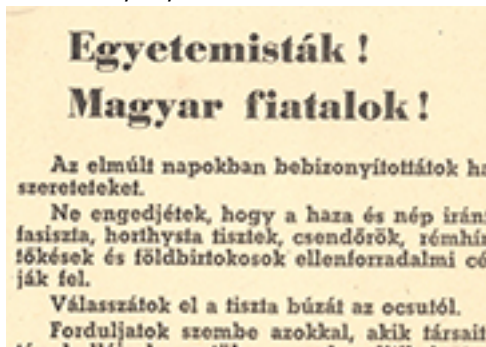 Egyetemisták!
Magyar fiatalok!
Az elmúlt napokban bebizonyítottátok
szereteteket.
Ne engedjétek, hogy a haza és nép
fasiszta, horthysta tisztek, csendőrök,
tőkések és földbirtokosok ellenforradalmi
ják fel.
Válasszátok el a tiszta búzát az ocsutól.
Forduljatok szembe azokkal, akik